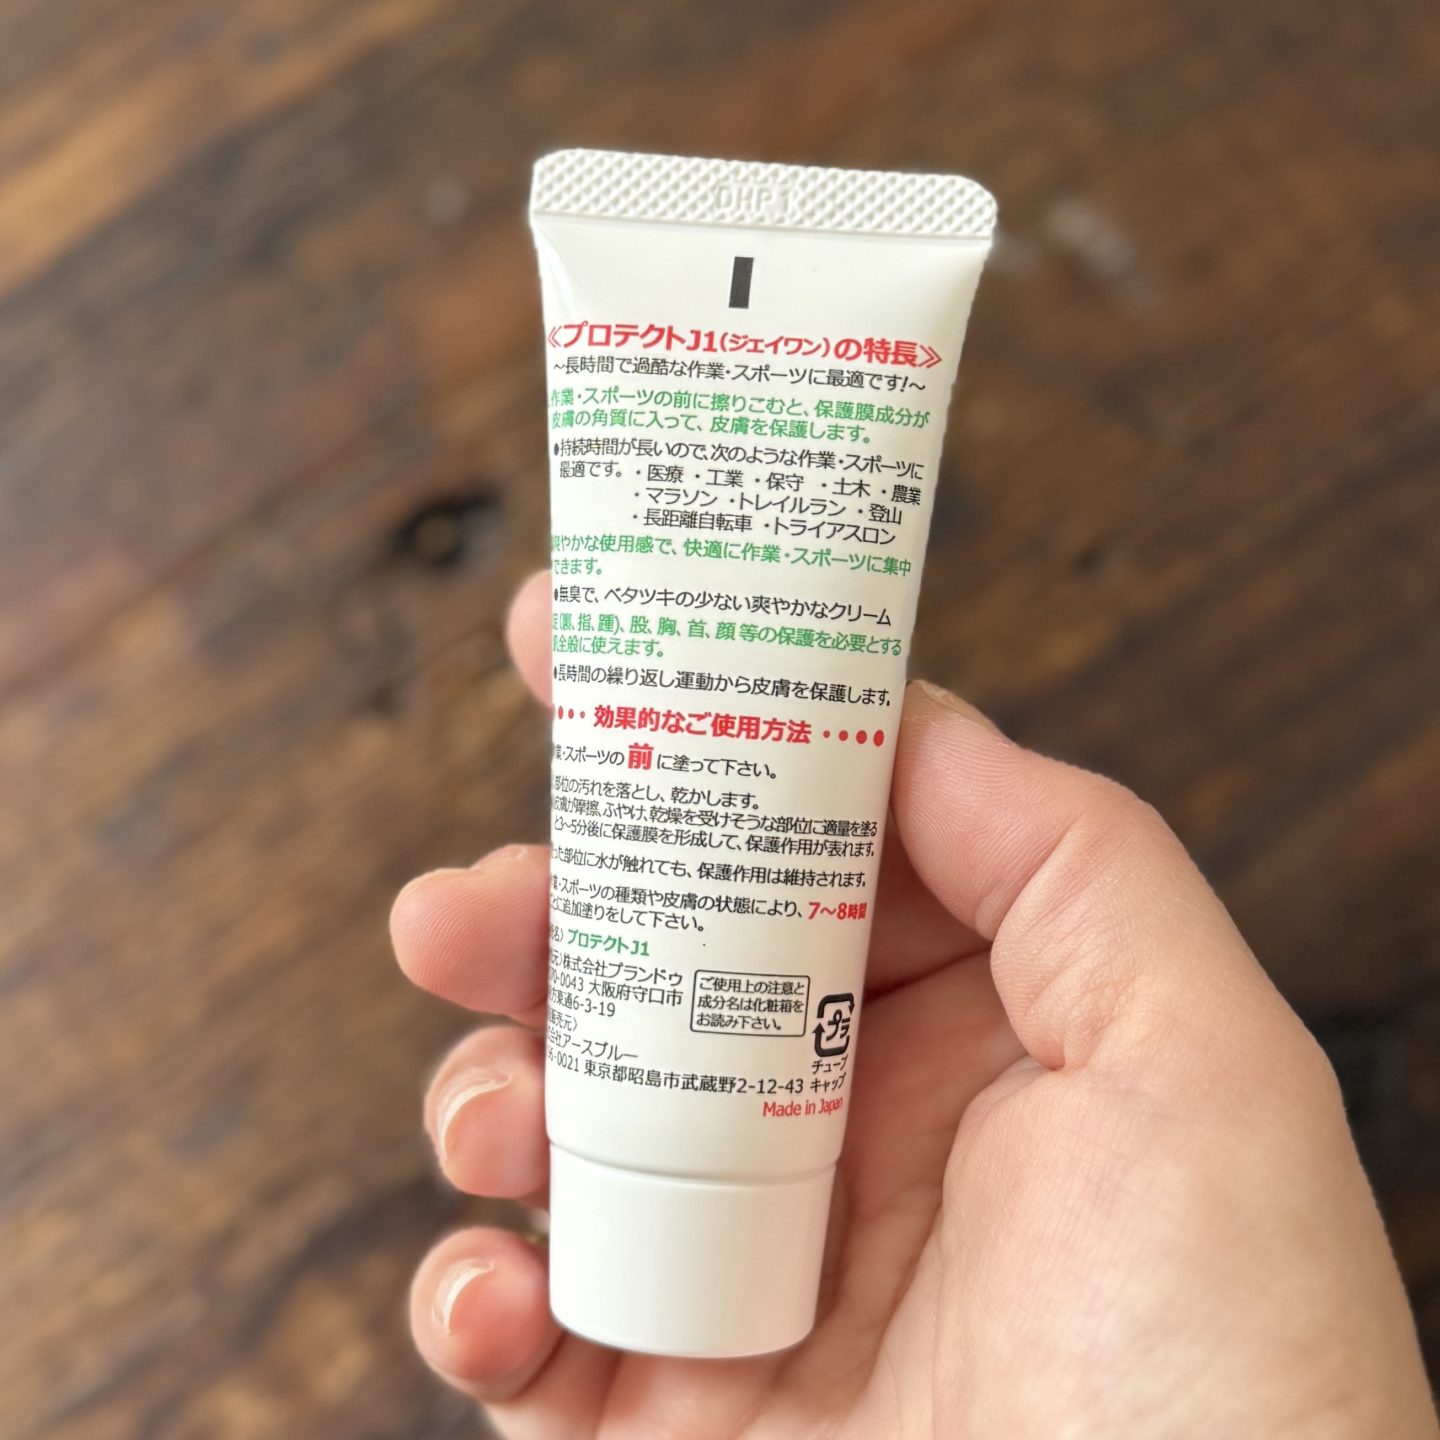 ≪プロテクトJ1(ジェイワン)の特長≫
～長時間で過酷な作業・スポーツに最適です!～
作業・スポーツの前に擦りこむと、保護膜成分が
皮膚の角質に入って、皮膚を保護します。
●持続時間が長いので、次のような作業・スポーツに
最適です。・医療 ・工業 ・保守 ・土木 ・農業
・マラソン ・トレイルラン ・登山
・長距離自転車 ・トライアスロン
爽やかな使用感で、快適に作業・スポーツに集中
できます。
●無臭で、ベタツキの少ない爽やかなクリーム
指、踵)、股、胸、首、顔 等の保護を必要とする
全般に使えます。
●長時間の繰り返し運動から皮膚を保護します。
●●●● 効果的なご使用方法 ●●●●
業・スポーツの 前 に塗って下さい。
部位の汚れを落とし、乾かします。
皮膚が摩擦、ふやけ、乾燥を受けそうな部位に適量を塗る
と3～5分後に保護膜を形成して、保護作用が表れます。
った部位に水が触れても、保護作用は維持されます。
業・スポーツの種類や皮膚の状態により、7～8時間
ごとに追加塗りをして下さい。
名〉プロテクトJ1
元〉株式会社プランドゥ
70-0043 大阪府守口市
方東通6-3-19
販売元〉
会社アースブルー
96-0021 東京都昭島市武蔵野2-12-43
ご使用上の注意と
成分名は化粧箱を
お読み下さい。
プラ
チューブ
キャップ
Made in Japan